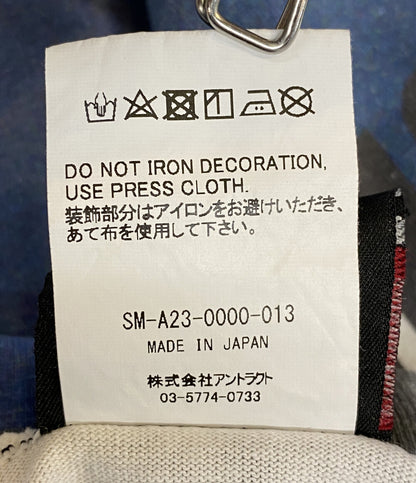 DO NOT IRON DECORATION,
USE PRESS CLOTH.
装飾部分はアイロンをお避けいただき、
あて布を使用して下さい。
SM-A23-0000-013
MADE IN JAPAN
株式会社アントラクト
03-5774-0733